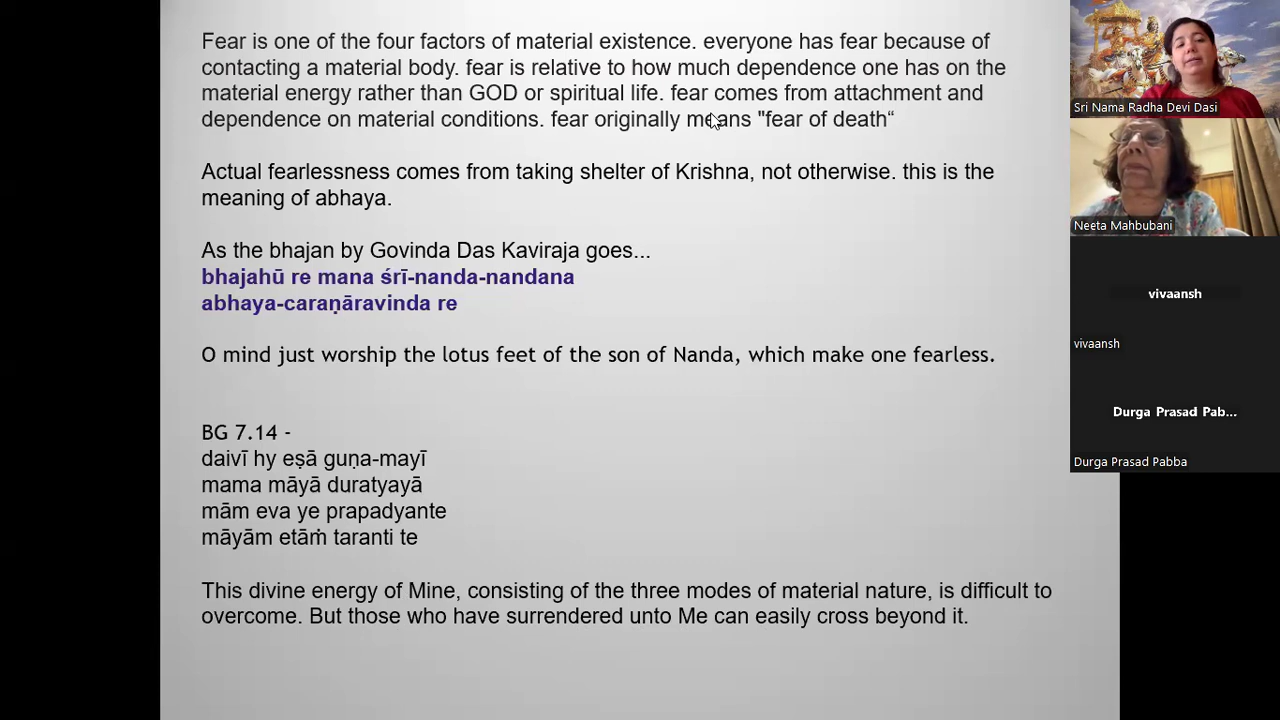 Fear is one of the four factors of material existence. everyone has fear because of
contacting a material body. fear is relative to how much dependence one has on the
material energy rather than GOD or spiritual life. fear comes from attachment and
dependence on material conditions. fear originally means "fear of death“
Actual fearlessness comes from taking shelter of Krishna, not otherwise. this is the
meaning of abhaya.
As the bhajan by Govinda Das Kaviraja goes...
bhajahū re mana śrī-nanda-nandana
abhaya-caraṇāravinda re
O mind just worship the lotus feet of the son of Nanda, which make one fearless.
BG 7.14 -
daivī hy eṣā guṇa-mayī
mama māyā duratyayā
mām eva ye prapadyante
māyām etāṁ taranti te
This divine energy of Mine, consisting of the three modes of material nature, is difficult to
overcome. But those who have surrendered unto Me can easily cross beyond it.
Sri Nama Radha Devi Dasi
Neeta Mahbubani
vivaansh
vivaansh
Durga Prasad Pab...
Durga Prasad Pabba